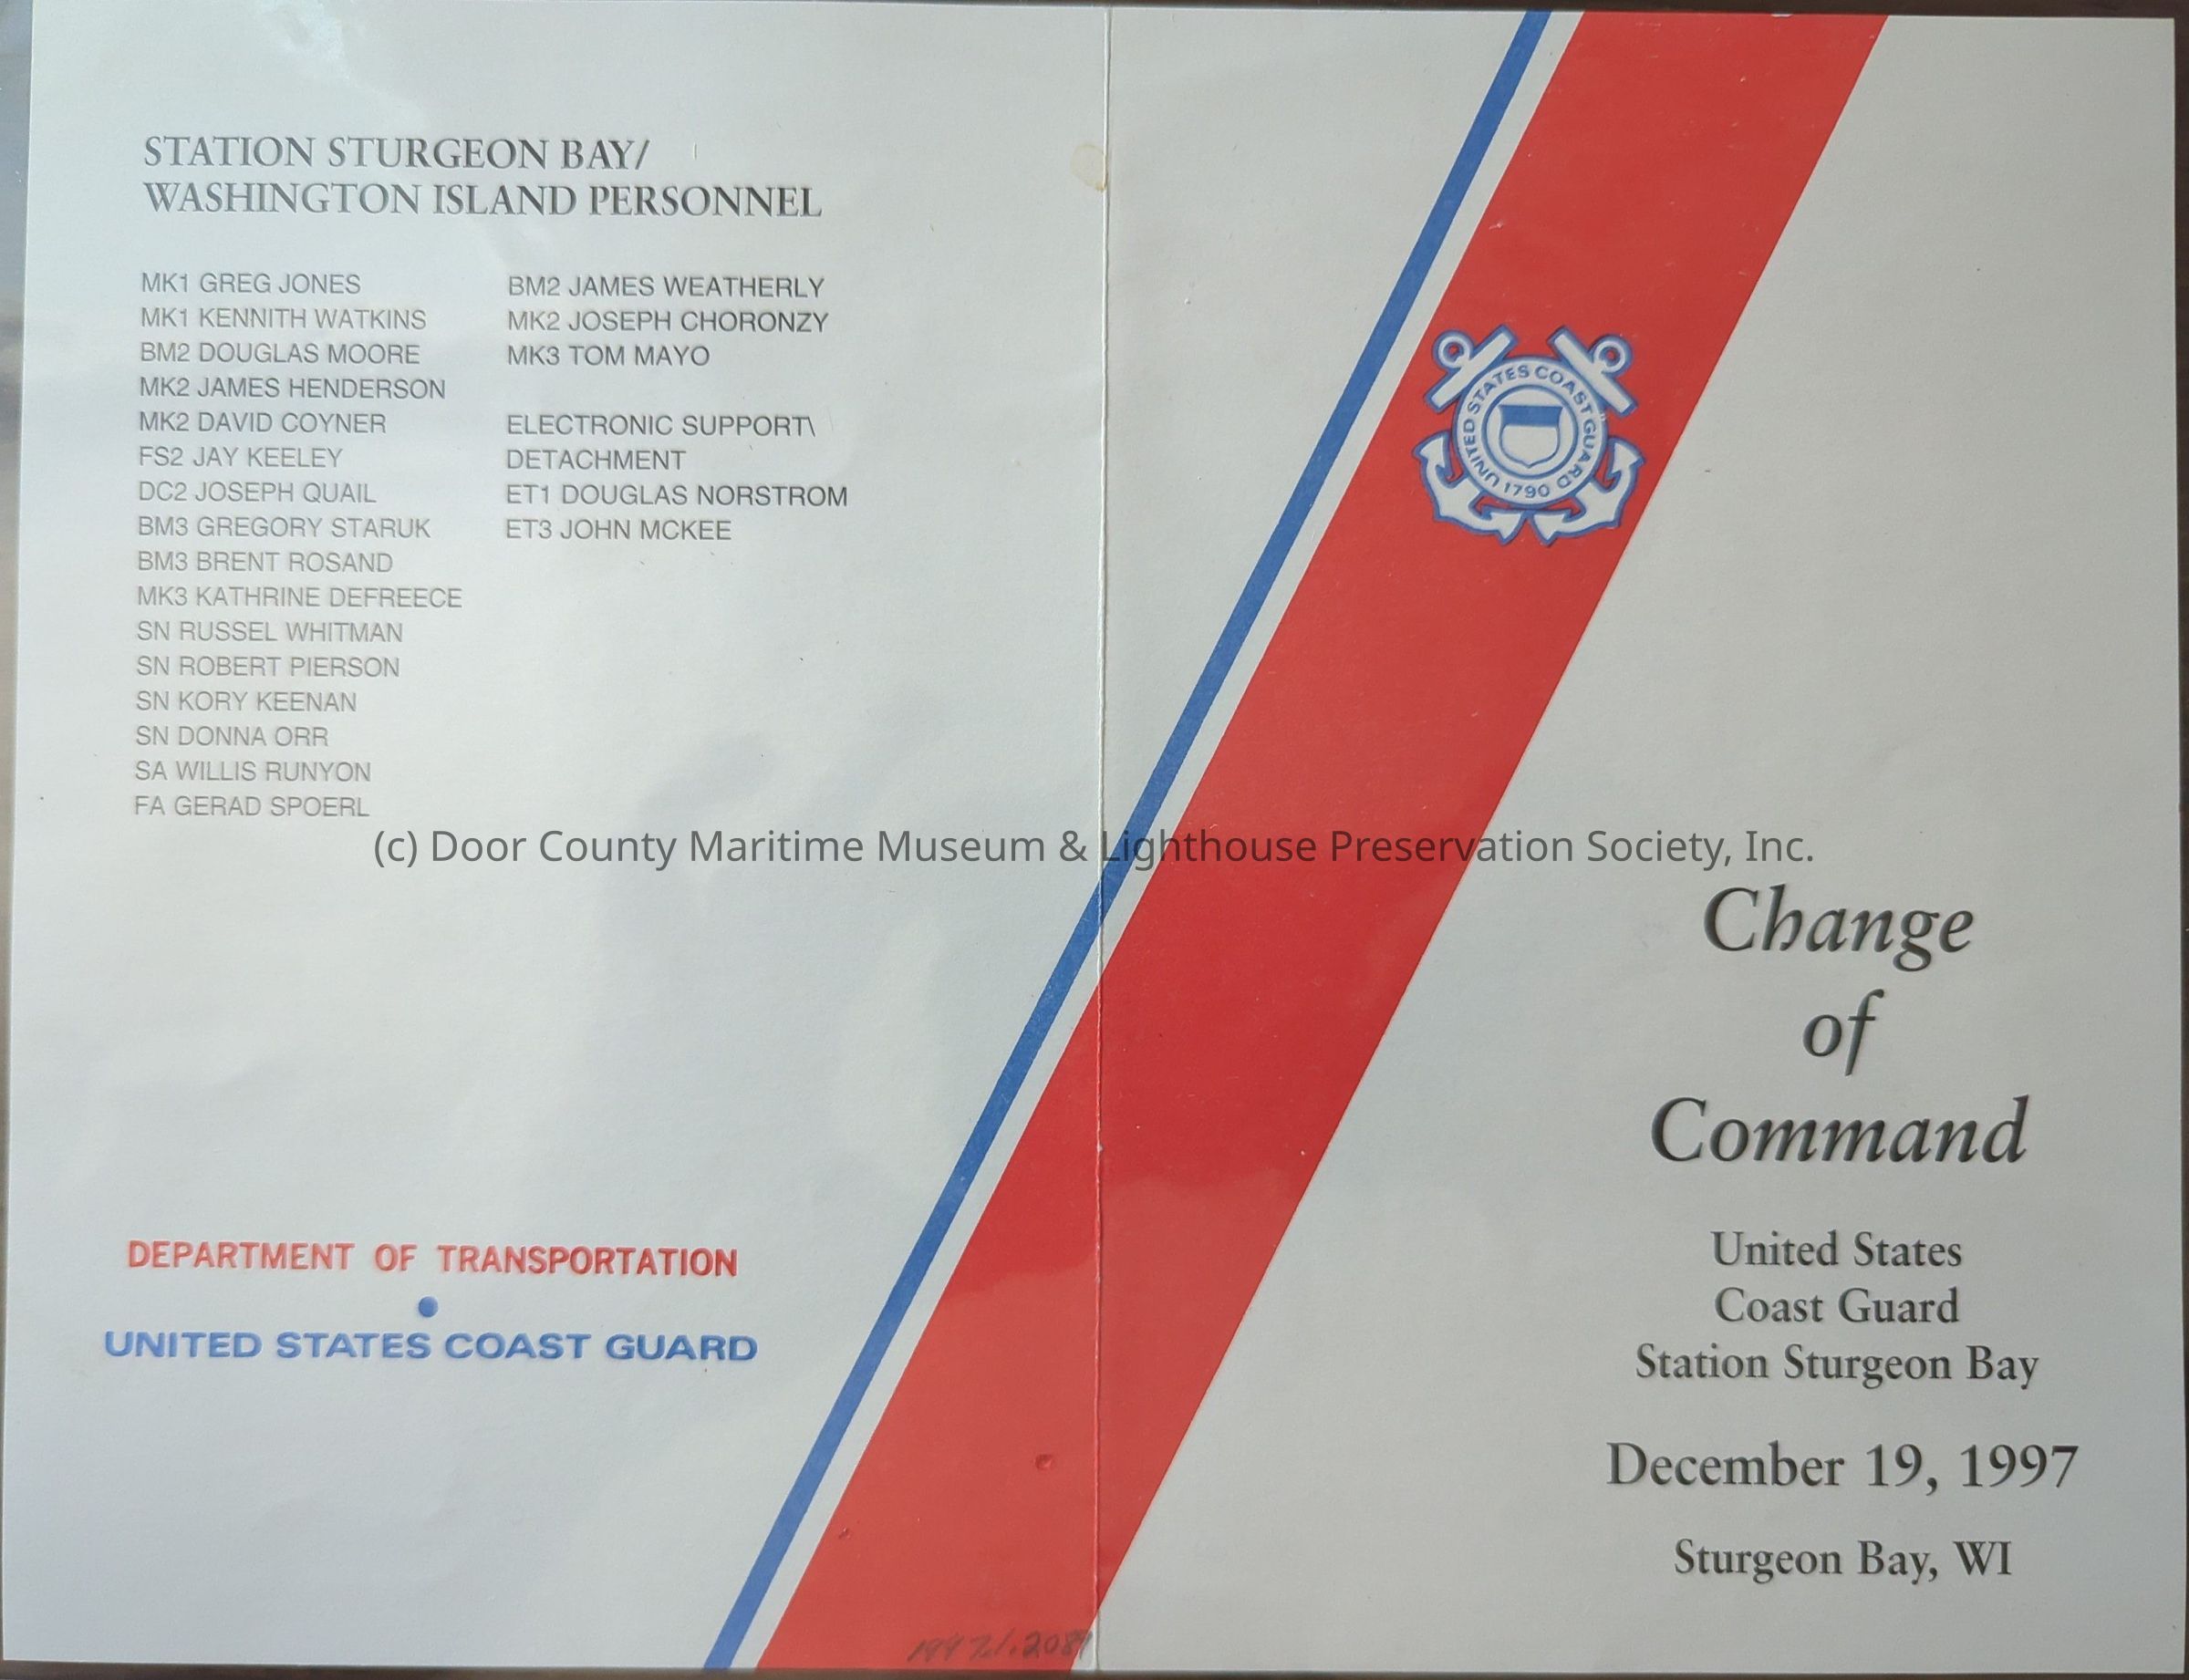 STATION STURGEON BAY/
WASHINGTON ISLAND PERSONNEL
MK1 GREG JONES
MK1 KENNITH WATKINS
BM2 DOUGLAS MOORE
MK2 JAMES HENDERSON
MK2 DAVID COYNER
FS2 JAY KEELEY
DC2 JOSEPH QUAIL
BM3 GREGORY STARUK
BM3 BRENT ROSAND
MK3 KATHRINE DEFREECE
SN RUSSEL WHITMAN
SN ROBERT PIERSON
SN KORY KEENAN
SN DONNA ORR
SA WILLIS RUNYON
FA GERAD SPOERL
BM2 JAMES WEATHERLY
MK2 JOSEPH CHORONZY
MK3 TOM MAYO
ELECTRONIC SUPPORT\
DETACHMENT
ET1 DOUGLAS NORSTROM
ET3 JOHN MCKEE
DEPARTMENT OF TRANSPORTATION
UNITED STATES COAST GUARD
UNITED STATES COAST GUARD
1790
(c) Door County Maritime Museum & Lighthouse Preservation Society, Inc.
Change
of
Command
United States
Coast Guard
Station Sturgeon Bay
December 19, 1997
Sturgeon Bay, WI